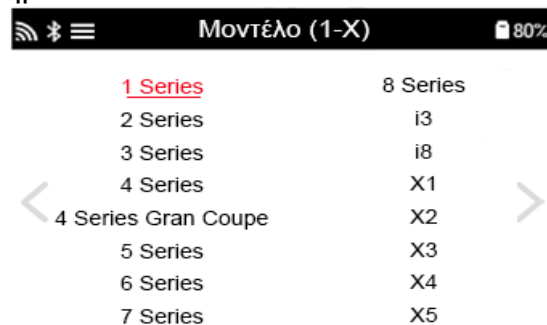 Μοντέλο (1-X) 80%
1 Series
2 Series
3 Series
4 Series
4 Series Gran Coupe
5 Series
6 Series
7 Series
8 Series
i3
i8
X1
X2
X3
X4
X5